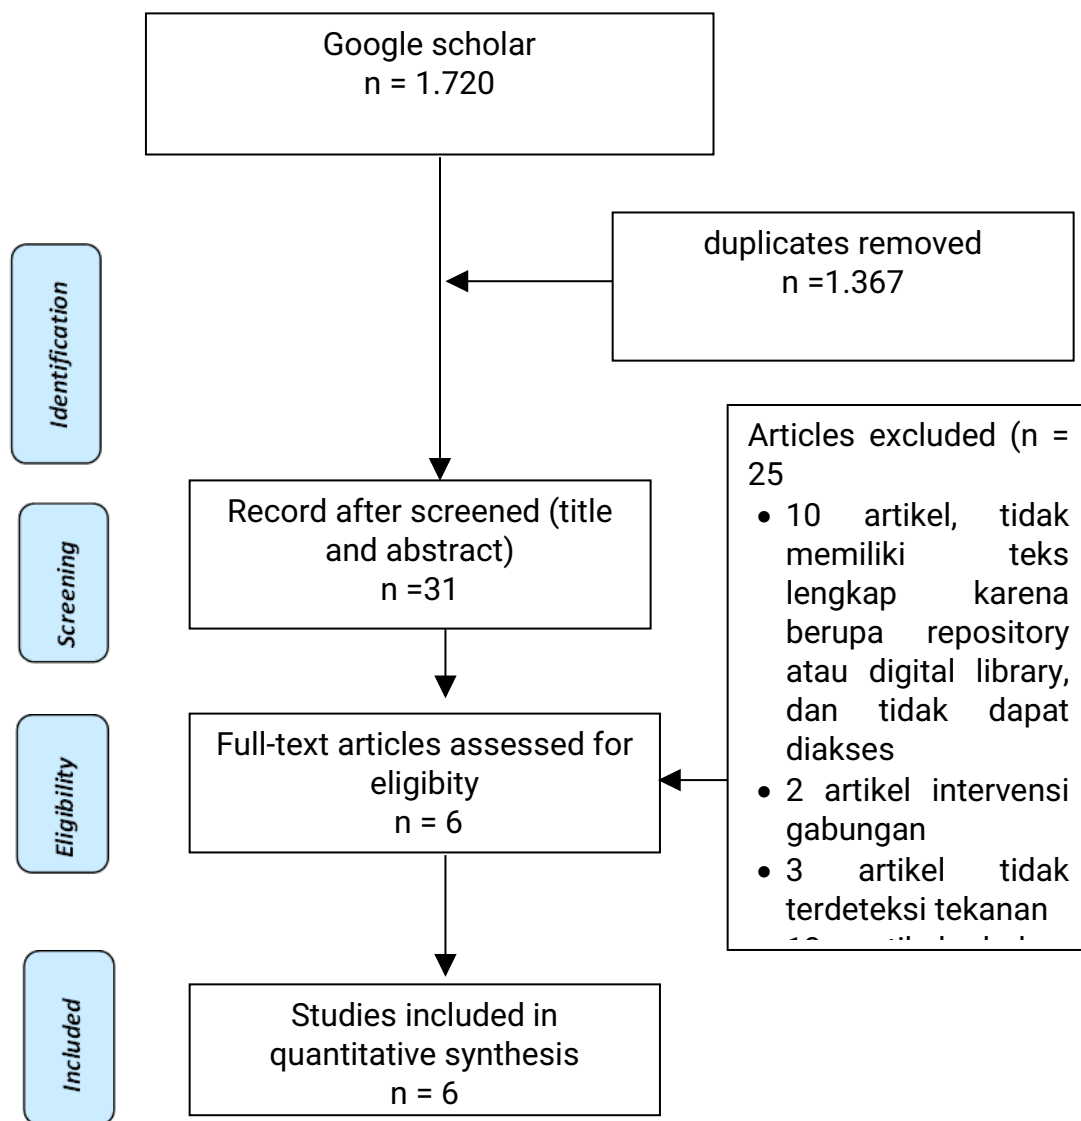 Google scholar
n = 1.720
duplicates removed
n =1.367
Identification
Articles excluded (n =
25
• 10 artikel, tidak
memiliki teks
lengkap karena
berupa repository
atau digital library,
dan tidak dapat
diakses
• 2 artikel intervensi
gabungan
• 3 artikel tidak
terdeteksi tekanan
Record after screened (title
and abstract)
n =31
Screening
Full-text articles assessed for
eligibity
n = 6
Eligibility
Studies included in
quantitative synthesis
n = 6
Included